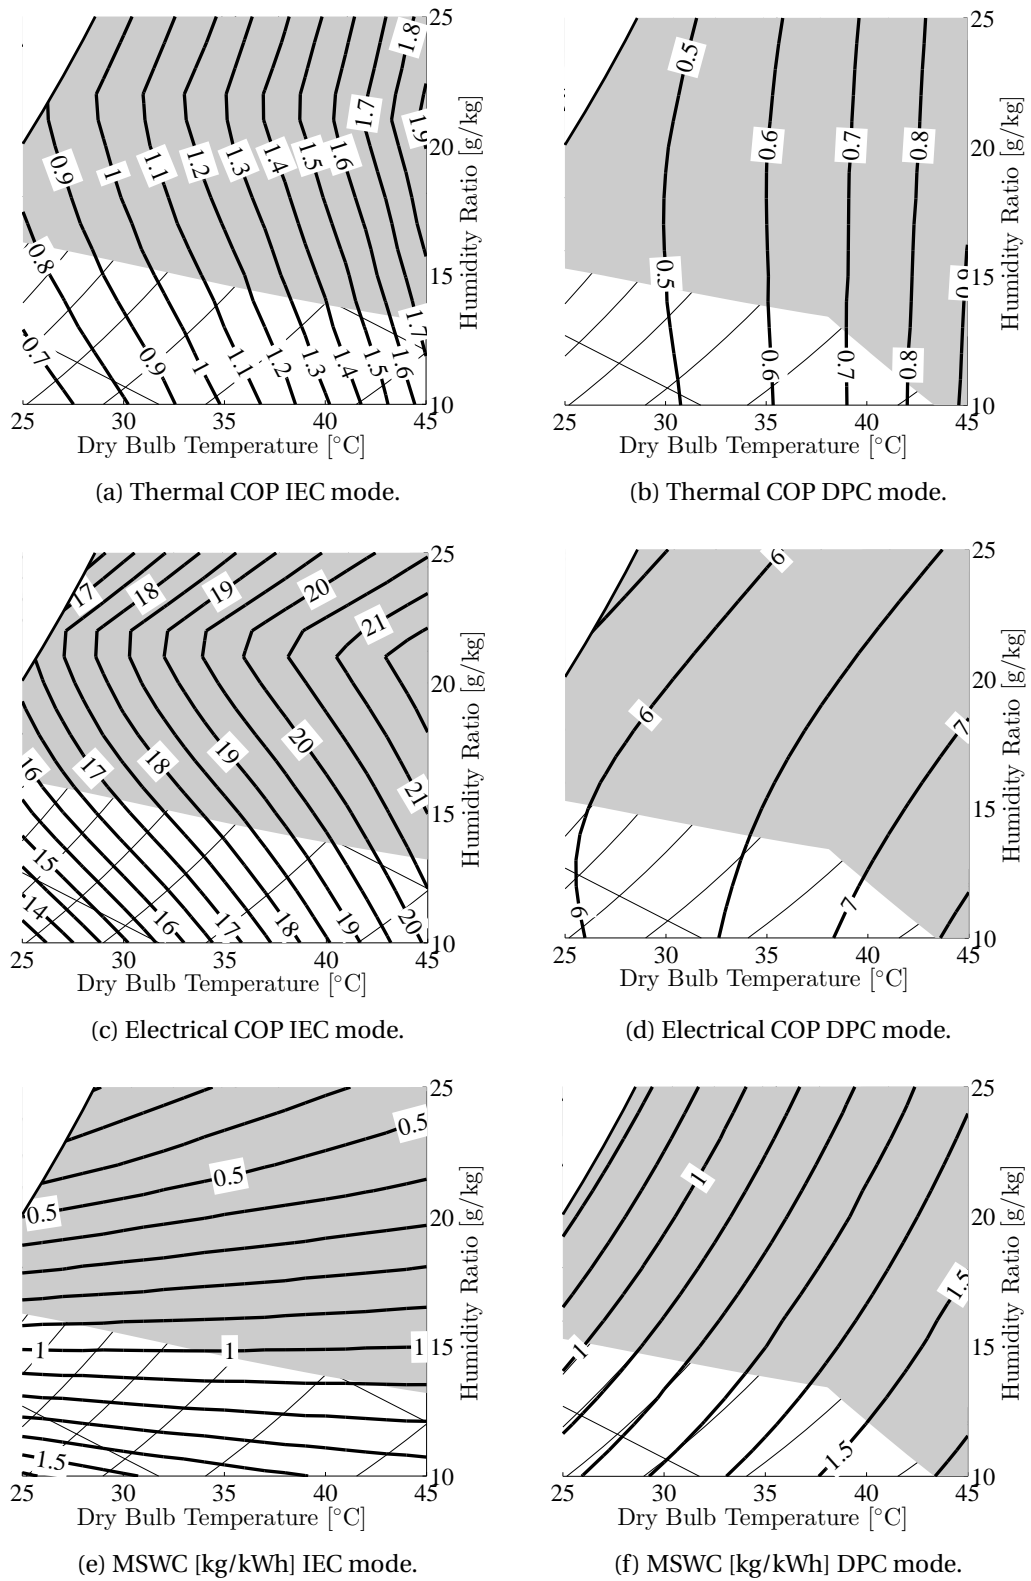 0.9 1 1.1 1.2 1.3 1.4 1.5 1.6 1.7 1.8 1.9
0.8 0.7 0.9 1 1.1 1.2 1.3 1.4 1.5 1.6 1.7
25
20
15
10
Humidity Ratio [g/kg]
25 30 35 40 45
Dry Bulb Temperature [°C]
(a) Thermal COP IEC mode.
0.5 0.6 0.7 0.8
0.5 0.6 0.7 0.8 0.9
25
20
15
10
Humidity Ratio [g/kg]
25 30 35 40 45
Dry Bulb Temperature [°C]
(b) Thermal COP DPC mode.
17 18 19 20 21
16 17 18 19 20 21
15 14 16 17 18 19 20
25
20
15
10
Humidity Ratio [g/kg]
25 30 35 40 45
Dry Bulb Temperature [°C]
(c) Electrical COP IEC mode.
6
6 7
6 7
25
20
15
10
Humidity Ratio [g/kg]
25 30 35 40 45
Dry Bulb Temperature [°C]
(d) Electrical COP DPC mode.
0.5
0.5
0.5
1 1 1
1.5
25
20
15
10
Humidity Ratio [g/kg]
25 30 35 40 45
Dry Bulb Temperature [°C]
(e) MSWC [kg/kWh] IEC mode.
1
1.5
1
1.5
25
20
15
10
Humidity Ratio [g/kg]
25 30 35 40 45
Dry Bulb Temperature [°C]
(f) MSWC [kg/kWh] DPC mode.